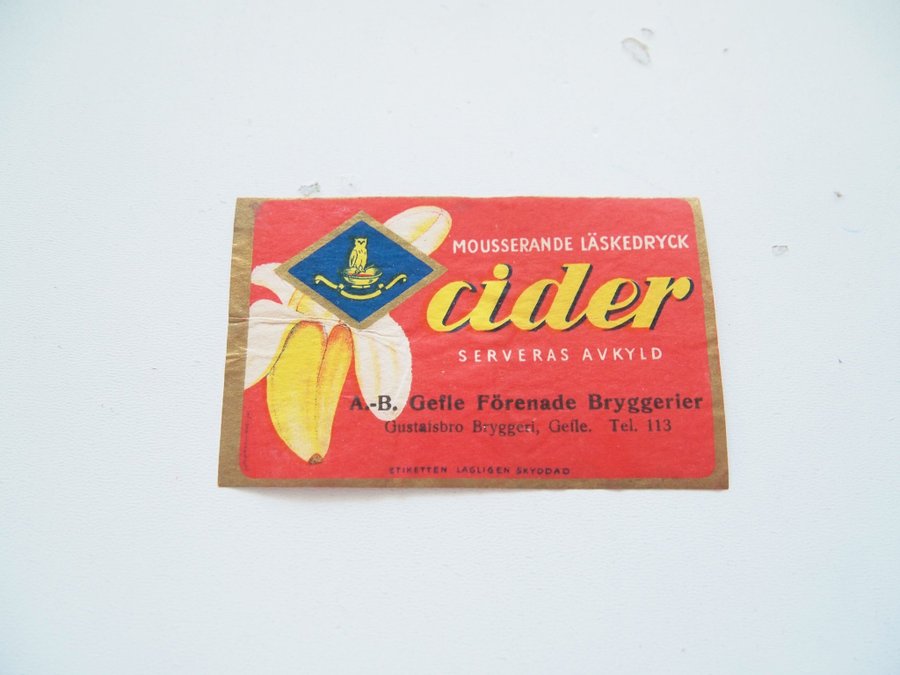 MOUSSERANDE LÄSKEDRYCK
cider
SERVERAS AVKYLD
A.-B. Gefle Förenade Bryggerier
Gustafsbro Bryggeri, Gefle. Tel. 113
ETIKETTEN LAGLIGEN SKYDDAD